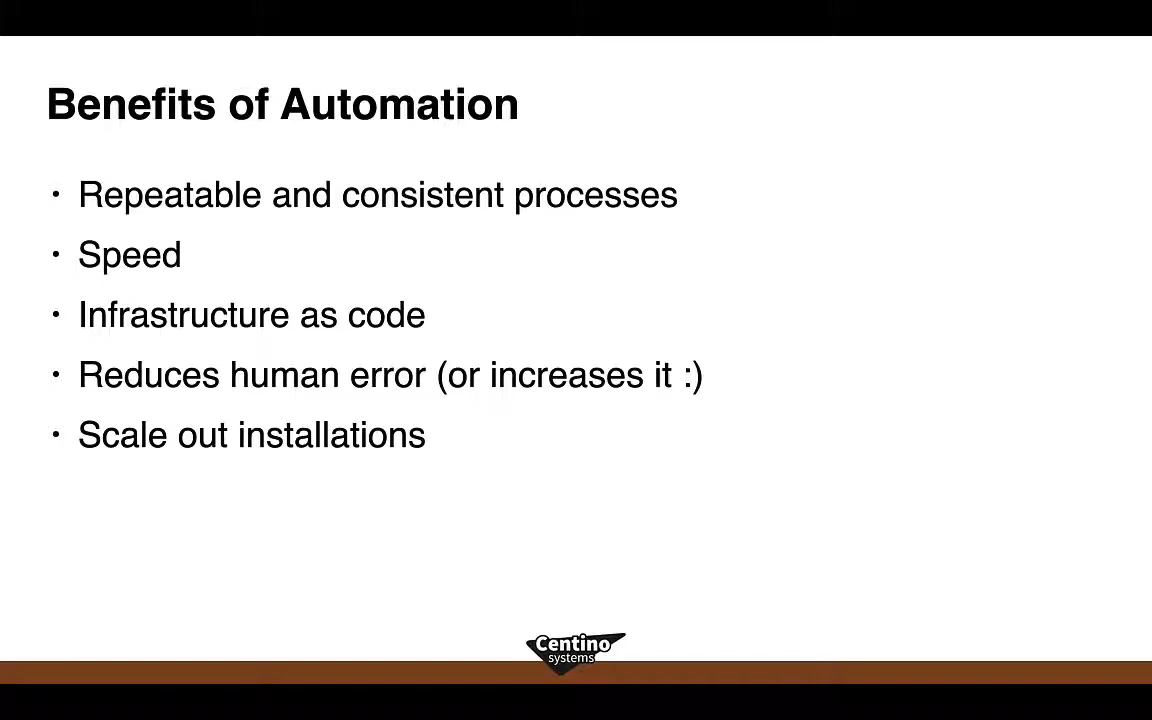 Benefits of Automation
· Repeatable and consistent processes
· Speed
· Infrastructure as code
· Reduces human error (or increases it :)
· Scale out installations
Centino
systems